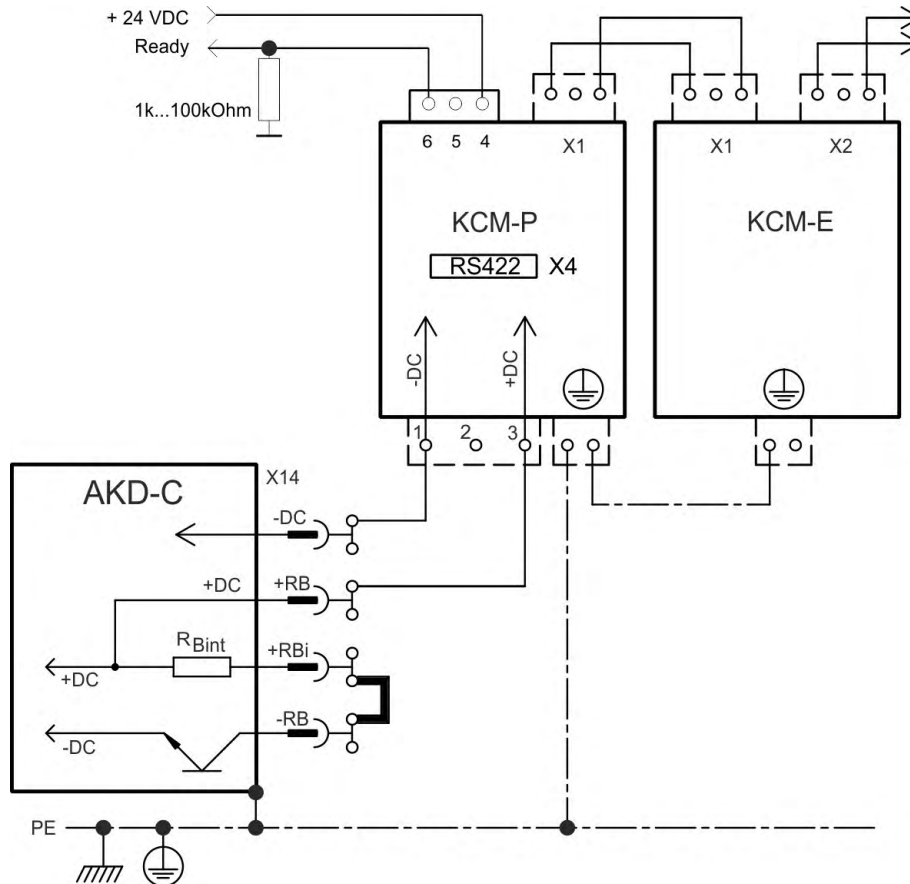 + 24 VDC
Ready
1k...100kOhm
6 5 4
X1
X1
X2
KCM-P
KCM-E
RS422 X4
-DC
+DC
1 2 3
AKD-C
X14
-DC
+DC
+RB
RBint
+RBi
+DC
-RB
-DC
PE